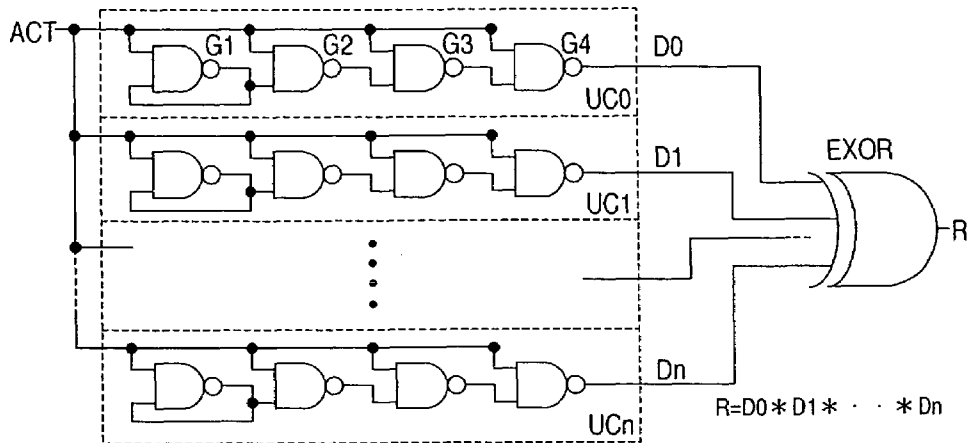 ACT
G1 G2 G3 G4 D0
UC0
EXOR
D1
UC1
R
Dn
UCn
R=D0*D1* · · · *Dn